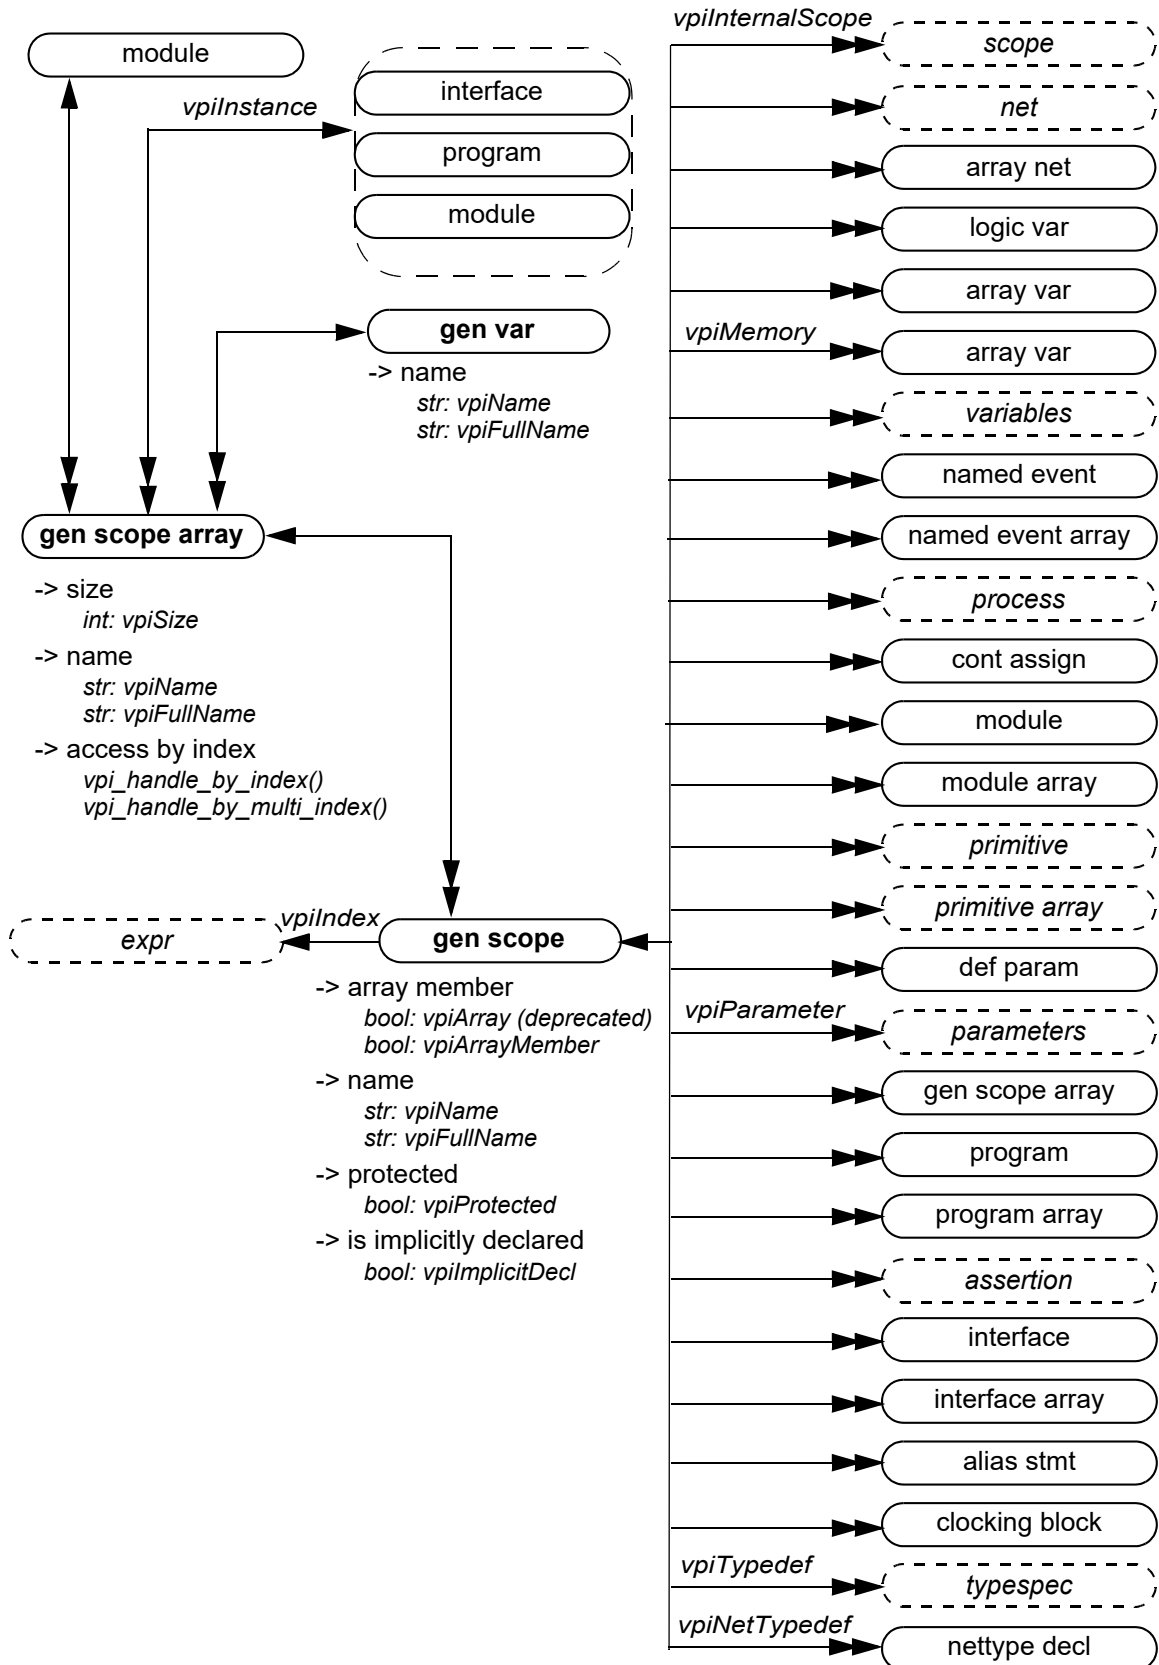 module
vpiInstance
interface
program
module
gen var
-> name
str: vpiName
str: vpiFullName
gen scope array
-> size
int: vpiSize
-> name
str: vpiName
str: vpiFullName
-> access by index
vpi_handle_by_index()
vpi_handle_by_multi_index()
expr
vpiIndex
gen scope
-> array member
bool: vpiArray (deprecated)
bool: vpiArrayMember
-> name
str: vpiName
str: vpiFullName
-> protected
bool: vpiProtected
-> is implicitly declared
bool: vpiImplicitDecl
vpiInternalScope
scope
net
array net
logic var
array var
vpiMemory
array var
variables
named event
named event array
process
cont assign
module
module array
primitive
primitive array
def param
vpiParameter
parameters
gen scope array
program
program array
assertion
interface
interface array
alias stmt
clocking block
vpiTypedef
typespec
vpiNetTypedef
nettype decl